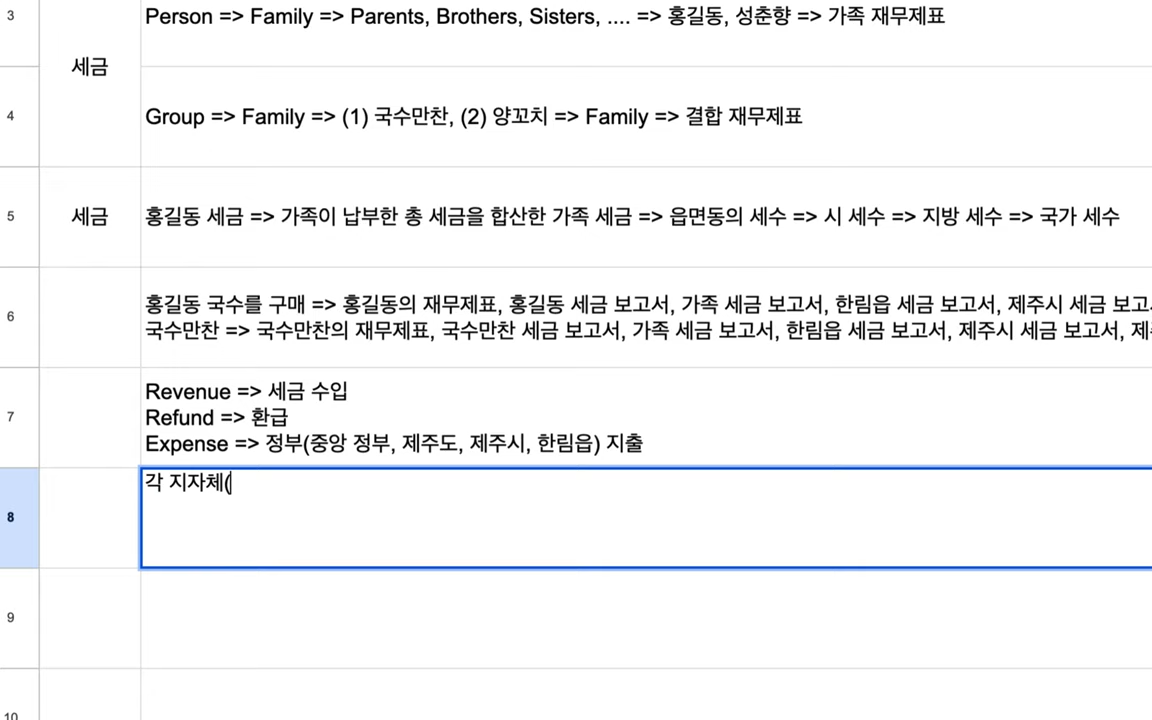 3
Person => Family => Parents, Brothers, Sisters, .... => 홍길동, 성춘향 => 가족 재무제표
세금
4
Group => Family => (1) 국수만찬, (2) 양꼬치 => Family => 결합 재무제표
5
세금
홍길동 세금 => 가족이 납부한 총 세금을 합산한 가족 세금 => 읍면동의 세수 => 시 세수 => 지방 세수 => 국가 세수
6
홍길동 국수를 구매 => 홍길동의 재무제표, 홍길동 세금 보고서, 가족 세금 보고서, 한림읍 세금 보고서, 제주시 세금 보고
국수만찬 => 국수만찬의 재무제표, 국수만찬 세금 보고서, 가족 세금 보고서, 한림읍 세금 보고서, 제주시 세금 보고서, 제
7
Revenue => 세금 수입
Refund => 환급
Expense => 정부(중앙 정부, 제주도, 제주시, 한림읍) 지출
8
각 지자체(
9
10